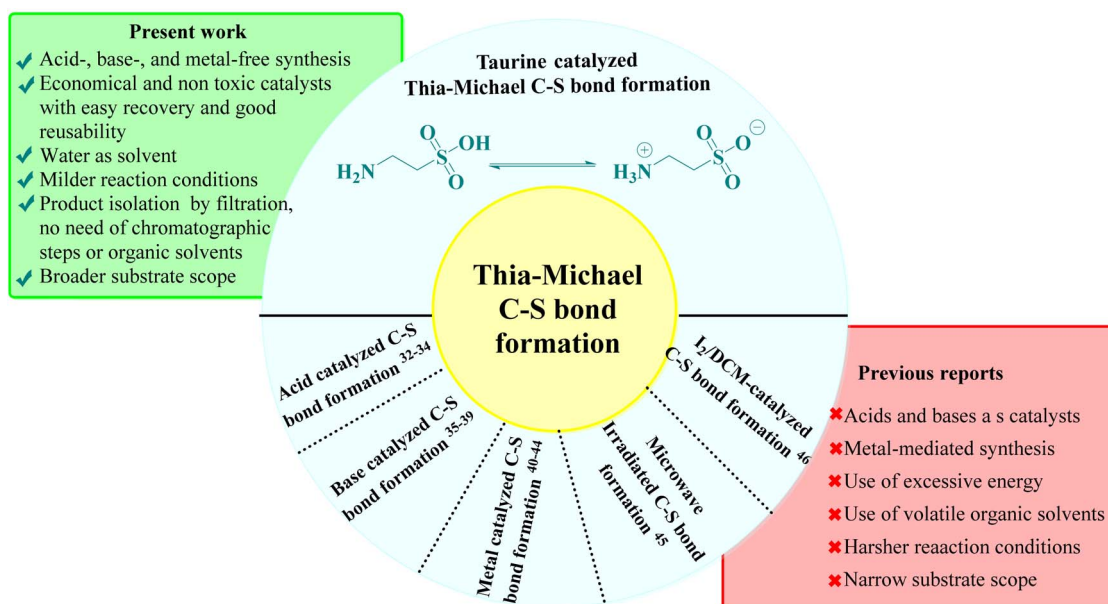 Present work
Acid-, base-, and metal-free synthesis
Economical and non toxic catalysts
with easy recovery and good
reusability
Water as solvent
Milder reaction conditions
Product isolation by filtration,
no need of chromatographic
steps or organic solvents
Broader substrate scope
Taurine catalyzed
Thia-Michael C-S bond formation
H₂N
O
S
OH
O
H₃N
⊕
O
S
O
⊖
O
Thia-Michael
C-S bond
formation
Acid catalyzed C-S
bond formation 32-34
Base catalyzed C-S
bond formation 35-39
Metal catalyzed C-S
bond formation 40-44
Microwave
Irradiated C-S bond
formation 45
I₂/DCM-catalyzed
C-S bond formation 46
Previous reports
Acids and bases a s catalysts
Metal-mediated synthesis
Use of excessive energy
Use of volatile organic solvents
Harsher reaaction conditions
Narrow substrate scope